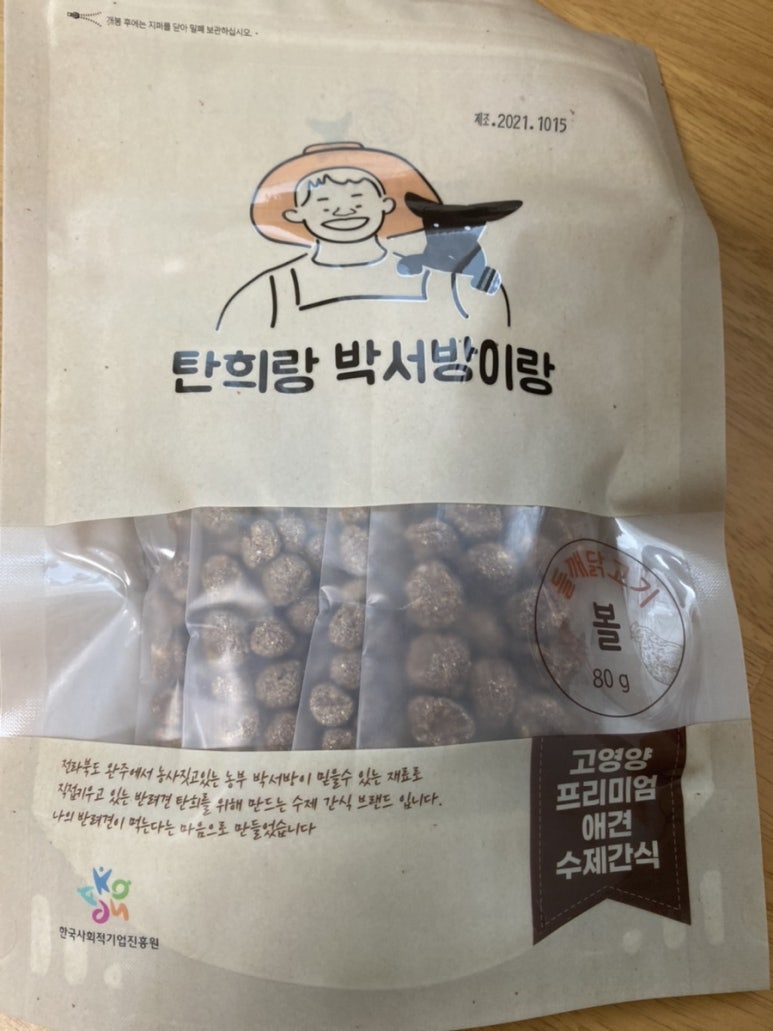 개봉 후에는 지퍼를 닫아 밀폐 보관하십시오.
제조.2021.1015
탄희랑 박서방이랑
들깨닭고기
볼
80 g
전라북도 완주에서 농사짓고있는 농부 박서방이 믿을수 있는 재료로
직접키우고 있는 반려견 탄희를 위해 만드는 수제 간식 브랜드 입니다.
나의 반려견이 먹는다는 마음으로 만들었습니다
고영양
프리미엄
애견
수제간식
한국사회적기업진흥원